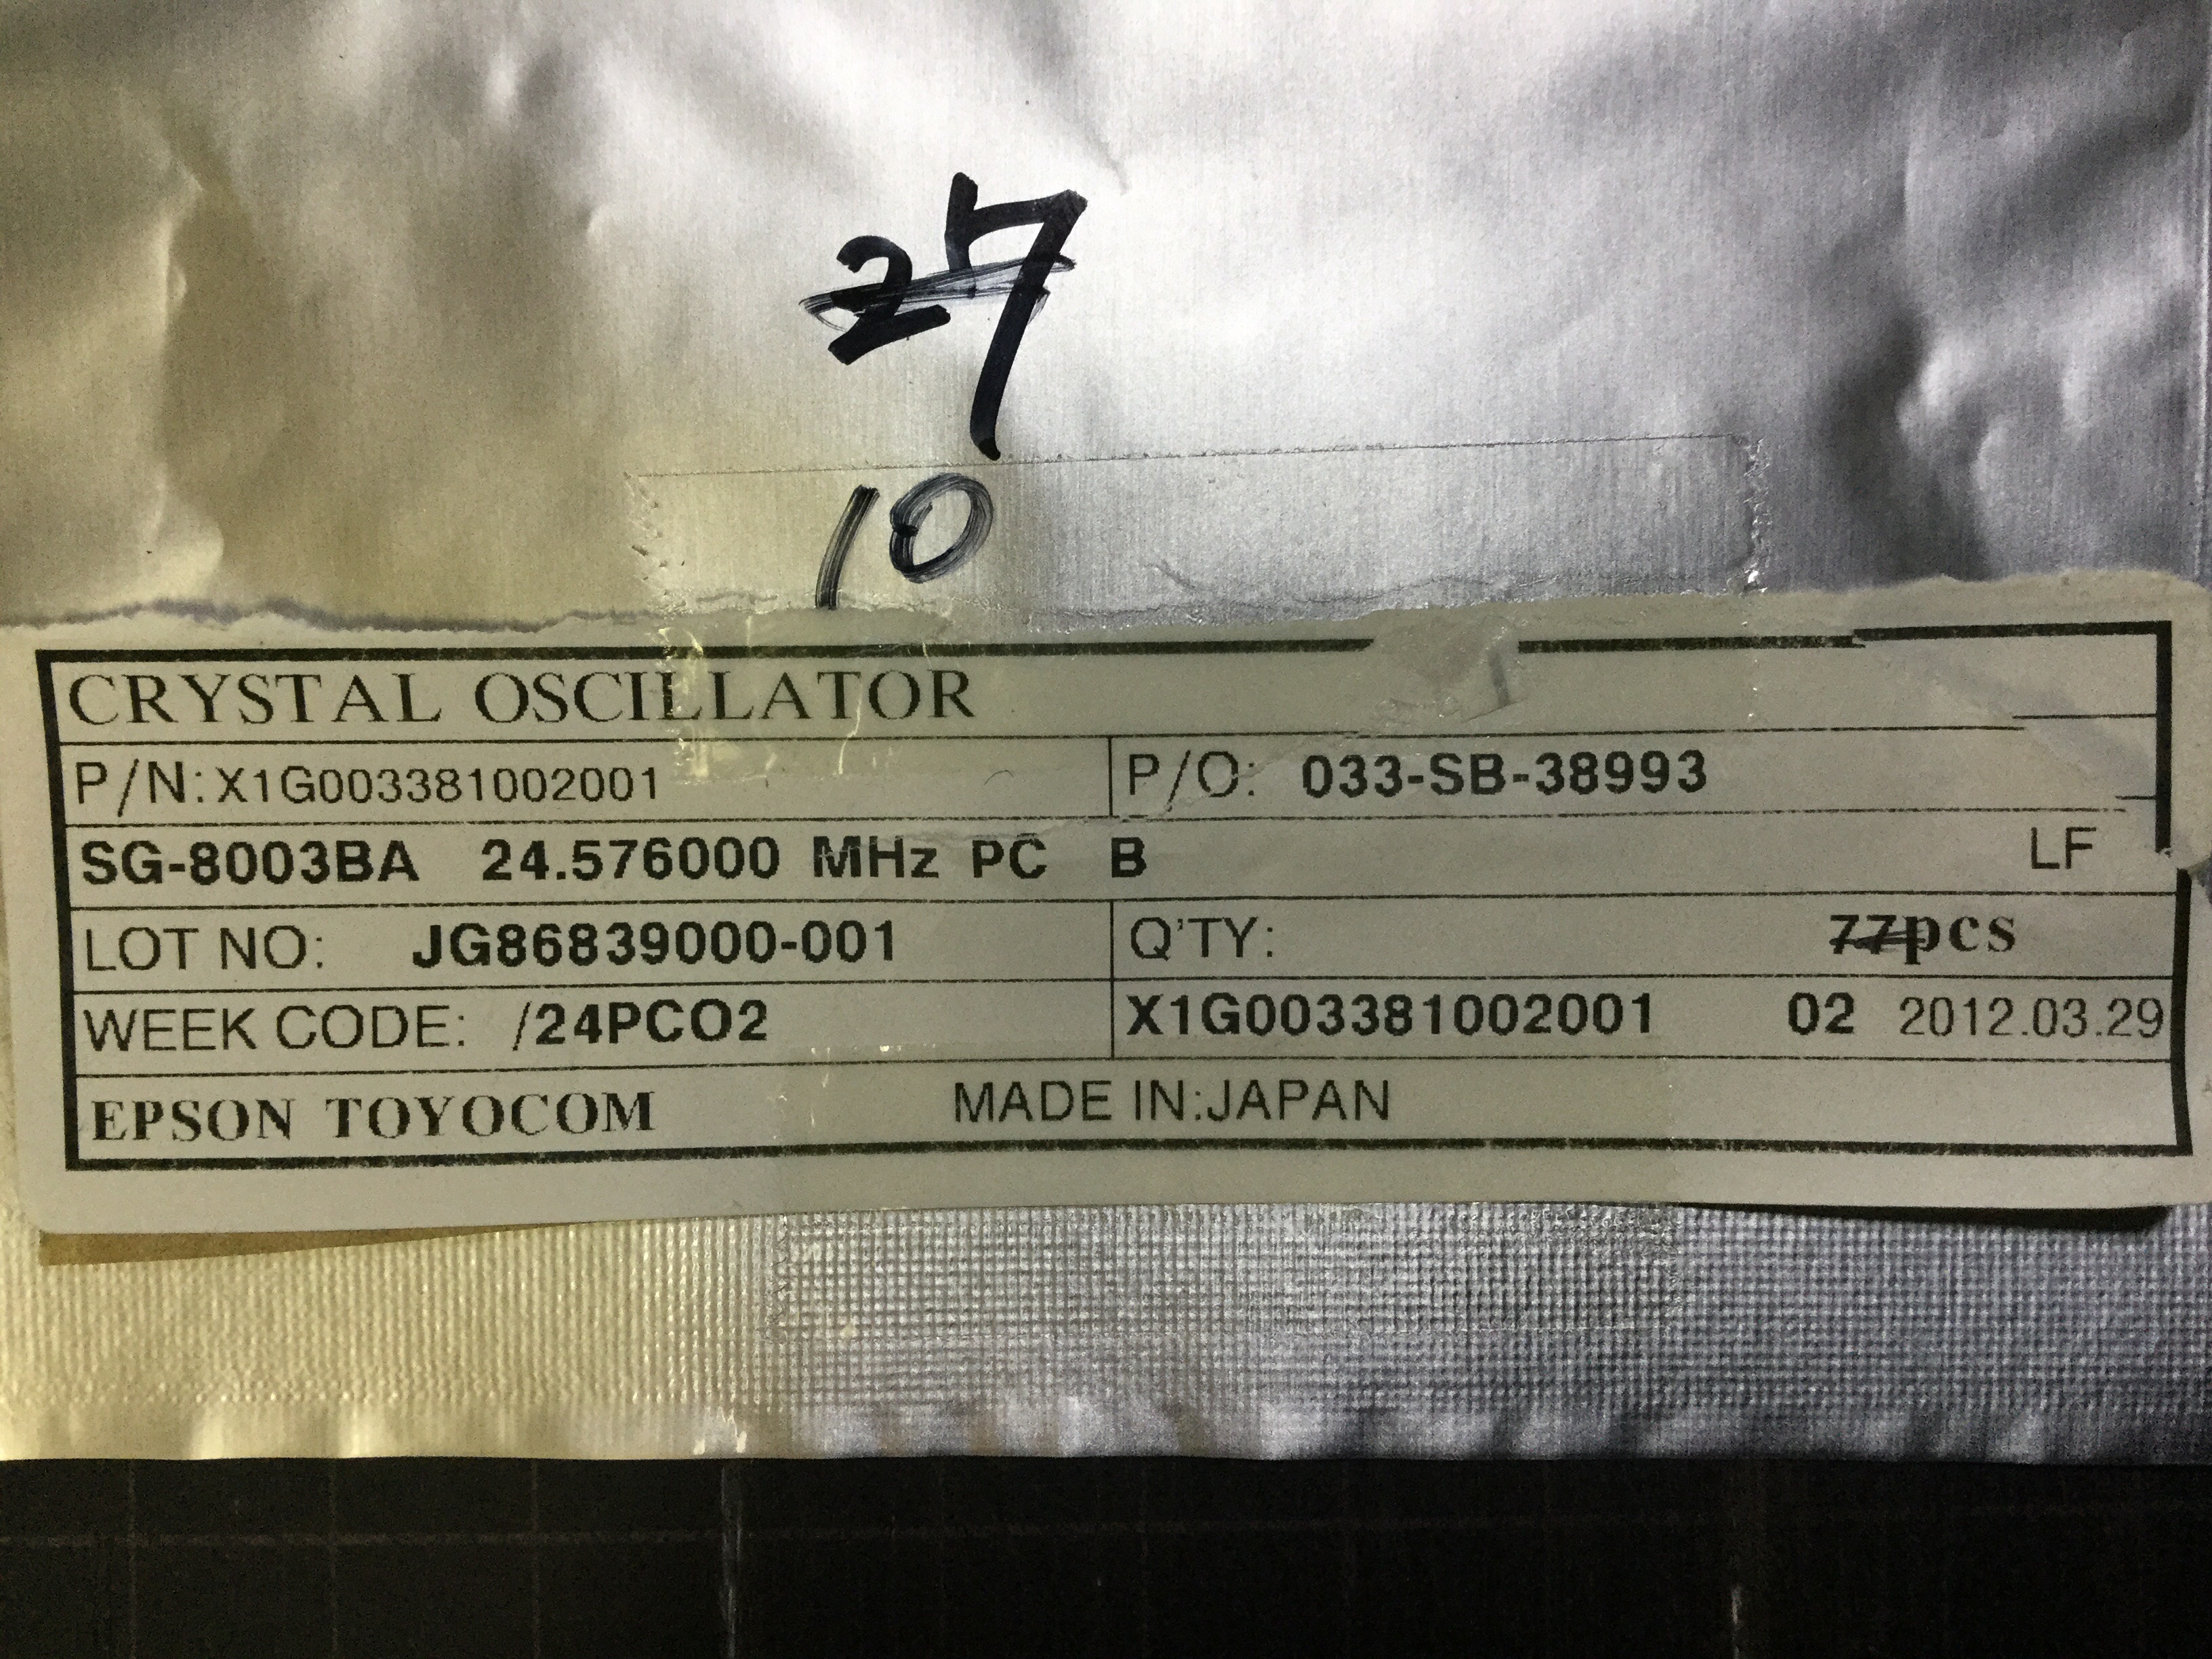 27
10
CRYSTAL OSCILLATOR
P/N: X1G003381002001 P/O: 033-SB-38993
SG-8003BA 24.576000 MHz PC B LF
LOT NO: JG86839000-001 Q'TY: 77pcs
WEEK CODE: /24PCO2 X1G003381002001 02 2012.03.29
EPSON TOYOCOM MADE IN:JAPAN